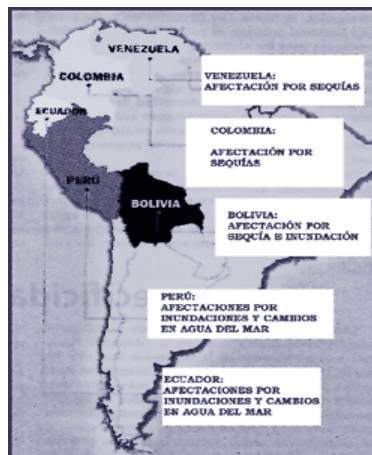 VENEZUELA
COLOMBIA
ECUADOR
PERÚ
BOLIVIA
VENEZUELA:
AFECTACIÓN POR SEQUÍAS
COLOMBIA:
AFECTACIÓN POR
SEQUÍAS
BOLIVIA:
AFECTACIÓN POR
SEQUÍA E INUNDACIÓN
PERÚ:
AFECTACIONES POR
INUNDACIONES Y CAMBIOS
EN AGUA DEL MAR
ECUADOR:
AFECTACIONES POR
INUNDACIONES Y CAMBIOS
EN AGUA DEL MAR